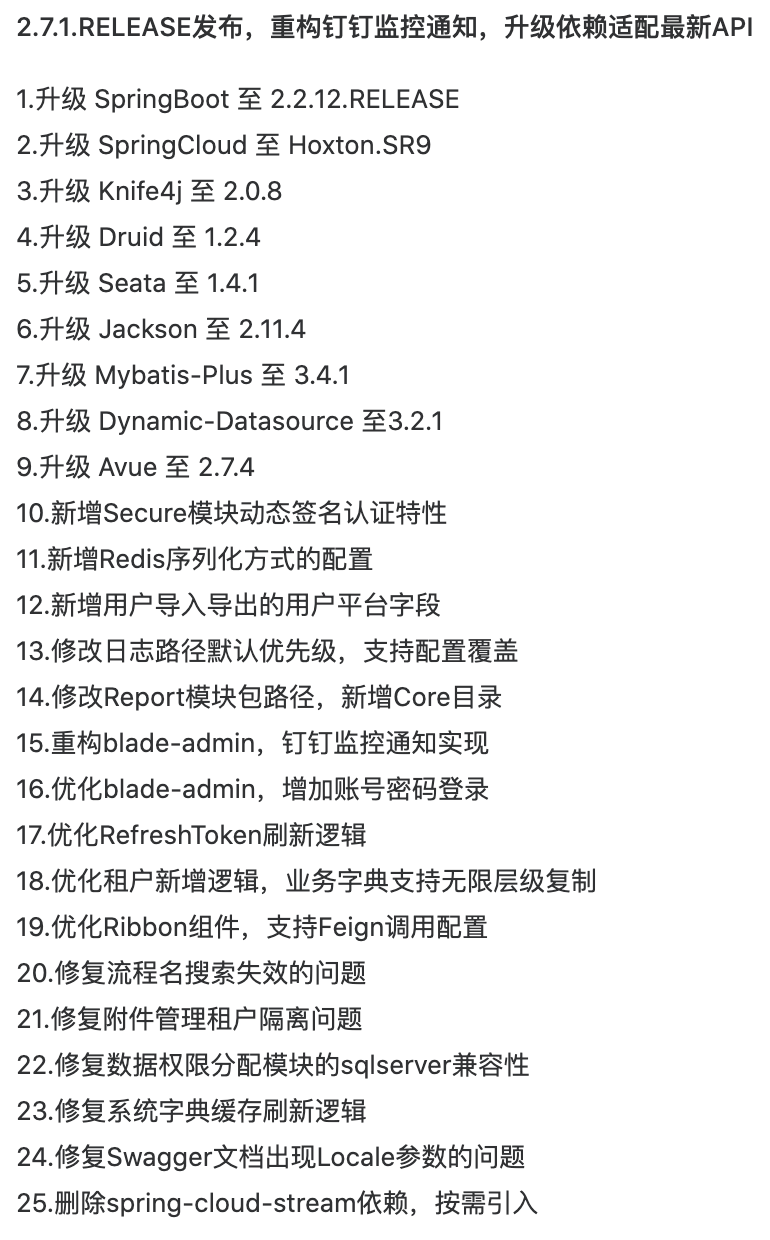 2.7.1.RELEASE发布，重构钉钉监控通知，升级依赖适配最新API
1.升级 SpringBoot 至 2.2.12.RELEASE
2.升级 SpringCloud 至 Hoxton.SR9
3.升级 Knife4j 至 2.0.8
4.升级 Druid 至 1.2.4
5.升级 Seata 至 1.4.1
6.升级 Jackson 至 2.11.4
7.升级 Mybatis-Plus 至 3.4.1
8.升级 Dynamic-Datasource 至3.2.1
9.升级 Avue 至 2.7.4
10.新增Secure模块动态签名认证特性
11.新增Redis序列化方式的配置
12.新增用户导入导出的用户平台字段
13.修改日志路径默认优先级，支持配置覆盖
14.修改Report模块包路径，新增Core目录
15.重构blade-admin，钉钉监控通知实现
16.优化blade-admin，增加账号密码登录
17.优化RefreshToken刷新逻辑
18.优化租户新增逻辑，业务字典支持无限层级复制
19.优化Ribbon组件，支持Feign调用配置
20.修复流程名搜索失效的问题
21.修复附件管理租户隔离问题
22.修复数据权限分配模块的sqlserver兼容性
23.修复系统字典缓存刷新逻辑
24.修复Swagger文档出现Locale参数的问题
25.删除spring-cloud-stream依赖，按需引入